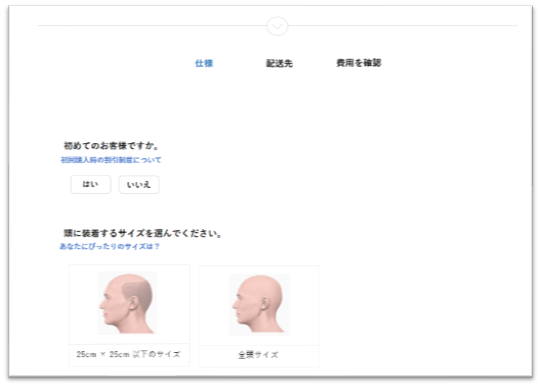 仕様 配送先 費用を確認
初めてのお客様ですか。
初回購入時の割引制度について
はい いいえ
頭に装着するサイズを選んでください。
あなたにぴったりのサイズは？
25cm × 25cm 以下のサイズ 全頭サイズ